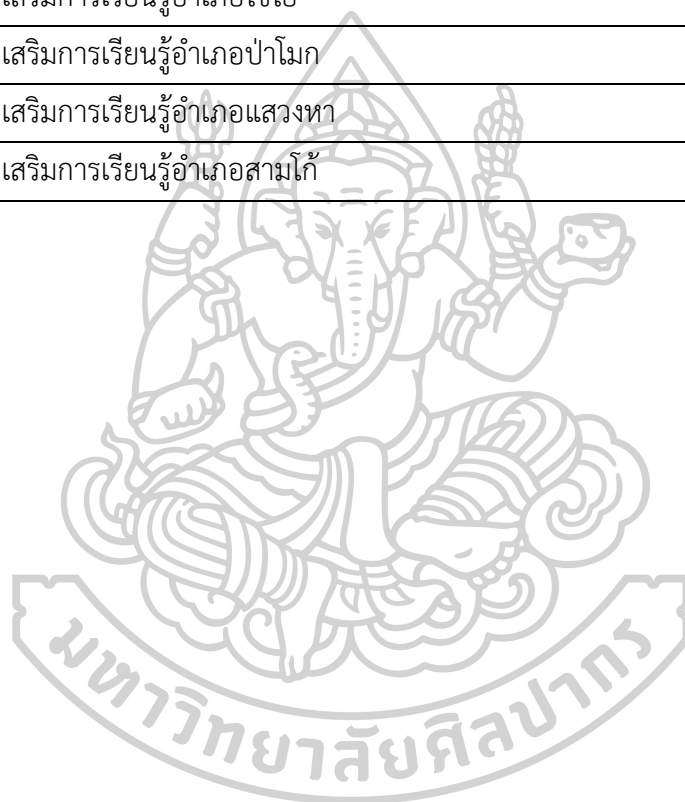 เสริมการเรียนรู้อำเภอป่าโมก
เสริมการเรียนรู้อำเภอแสวงหา
เสริมการเรียนรู้อำเภอสามโก้
มหาวิทยาลัยศิลปากร